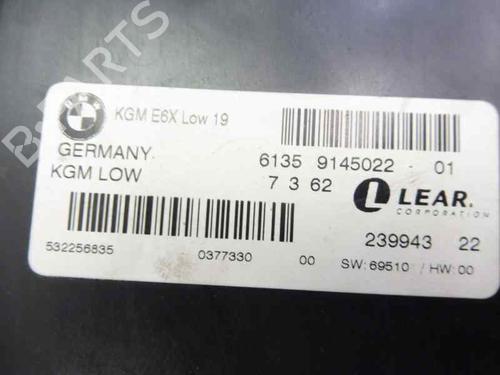 PARTS
BMW
KGM E6X Low 19
GERMANY
KGM LOW
6135 9145022 - 01
7 3 62
LEAR.
CORPORATION
239943 22
532256835 0377330 00 SW: 69510 / HW: 00